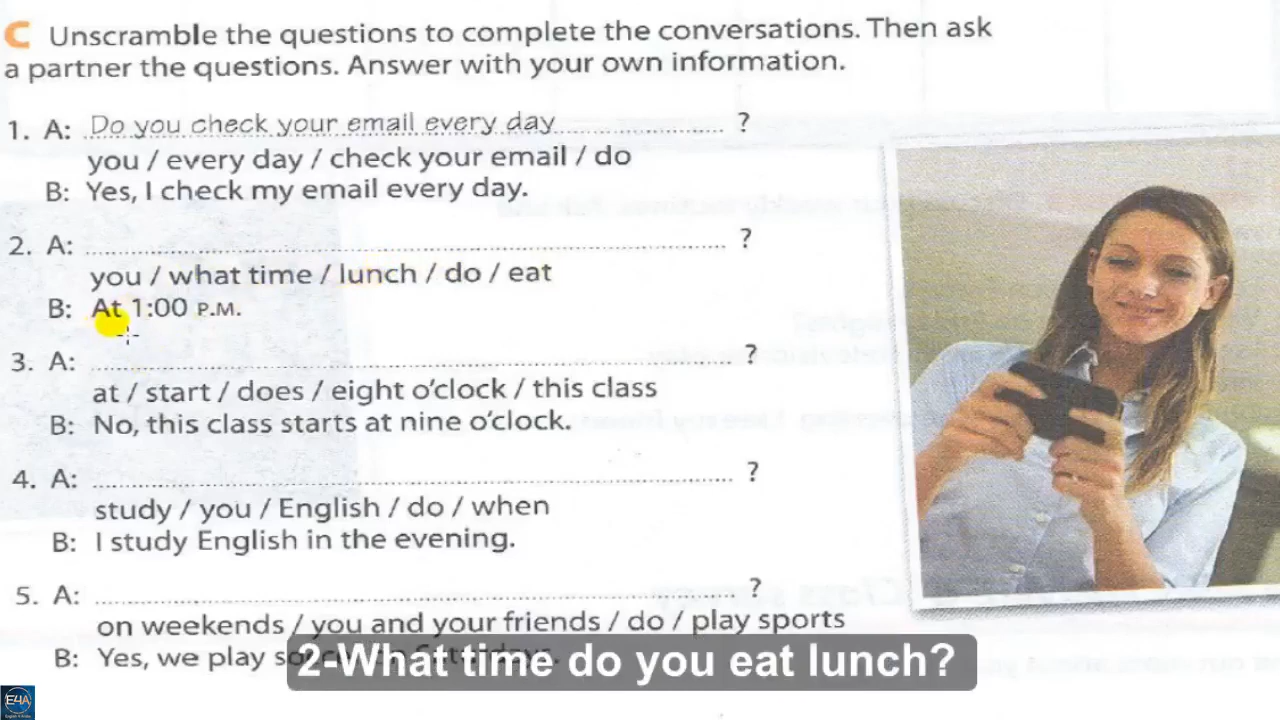 C Unscramble the questions to complete the conversations. Then ask
a partner the questions. Answer with your own information.
1. A: Do you check your email every day ?
you / every day / check your email / do
B: Yes, I check my email every day.
2. A: ?
you / what time / lunch / do / eat
B: At 1:00 P.M.
3. A: ?
at / start / does / eight o'clock / this class
B: No, this class starts at nine o'clock.
4. A: ?
study / you / English / do / when
B: I study English in the evening.
5. A: ?
on weekends / you and your friends / do / play sports
B: Yes, we play
2-What time do you eat lunch?
E4A